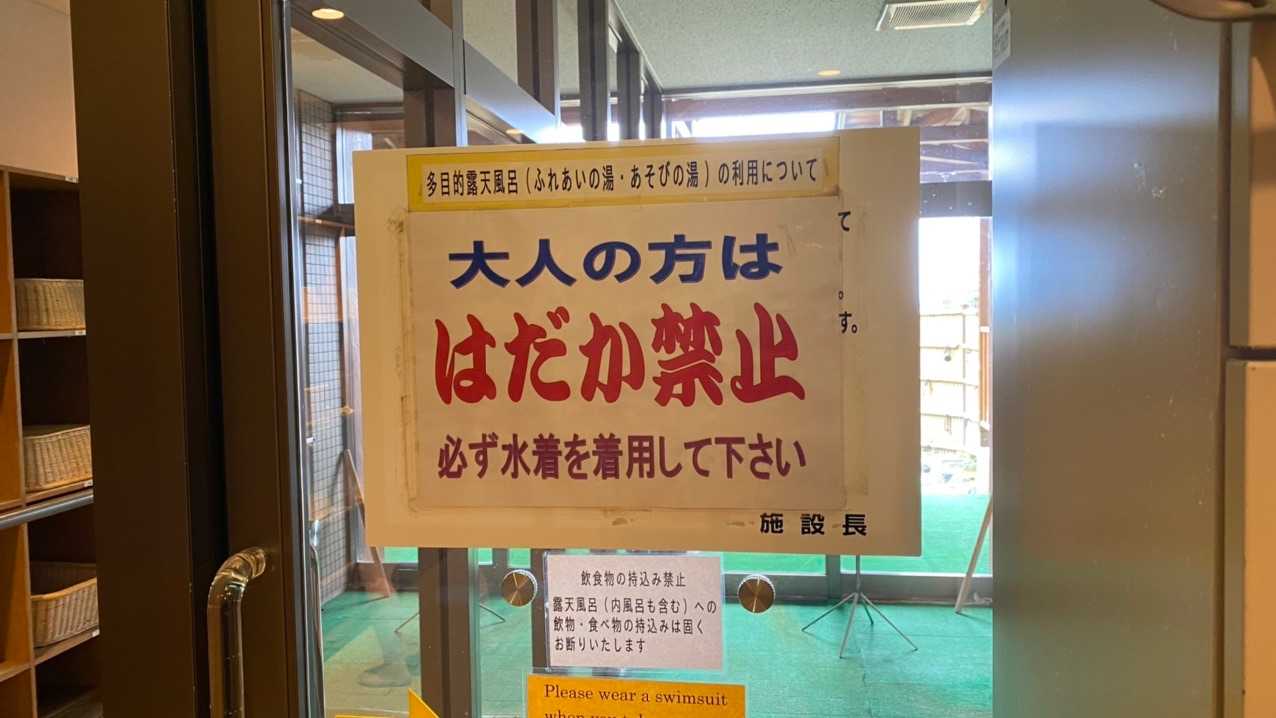 多目的露天風呂（ふれあいの湯・あそびの湯）の利用について
大人の方は
はだか禁止
必ず水着を着用して下さい
て
。
す。
施設長
飲食物の持込み禁止
露天風呂（内風呂も含む）への
飲物・食べ物の持込みは固く
お断りいたします
Please wear a swimsuit
when you